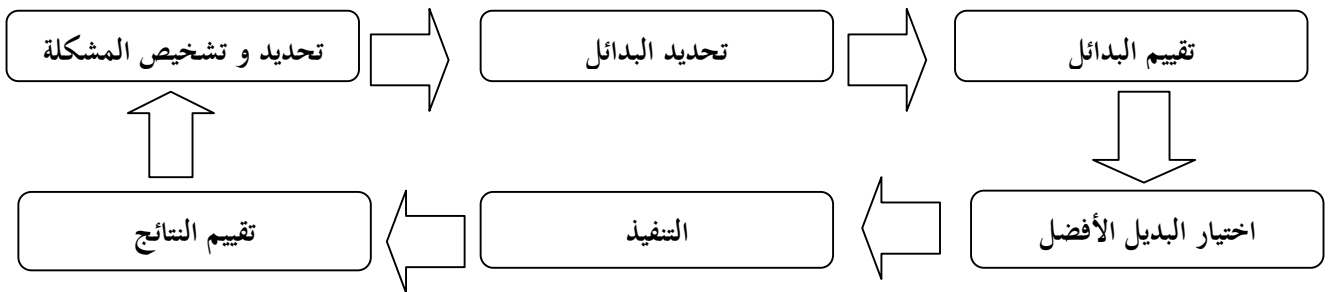 تحديد و تشخيص المشكلة
تحديد البدائل
تقييم البدائل
اختيار البديل الأفضل
التنفيذ
تقييم النتائج